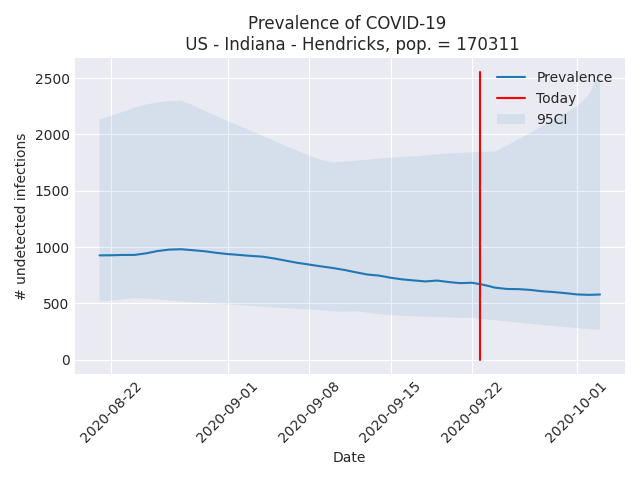 Prevalence of COVID-19
US - Indiana - Hendricks, pop. = 170311
Prevalence
Today
95CI
# undetected infections
2500
2000
1500
1000
500
0
2020-08-22
2020-09-01
2020-09-08
2020-09-15
2020-09-22
2020-10-01
Date